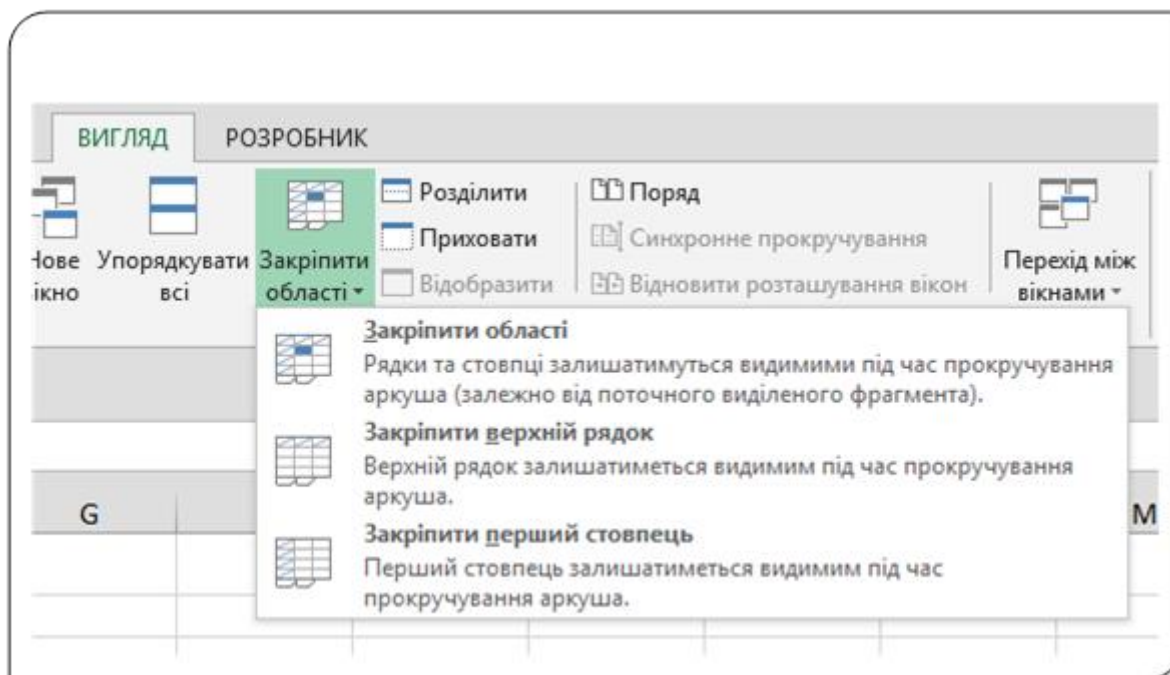 ВИГЛЯД РОЗРОБНИК
Розділити Поряд
Приховати Синхронне прокручування
Нове Упорядкувати Закріпити Перехід між
ікно всі області Відобразити Відновити розташування вікон вікнами
Закріпити області
Рядки та стовпці залишатимуться видимими під час прокручування
аркуша (залежно від поточного виділеного фрагмента).
Закріпити верхній рядок
Верхній рядок залишатиметься видимим під час прокручування
аркуша.
G M
Закріпити перший стовпець
Перший стовпець залишатиметься видимим під час
прокручування аркуша.